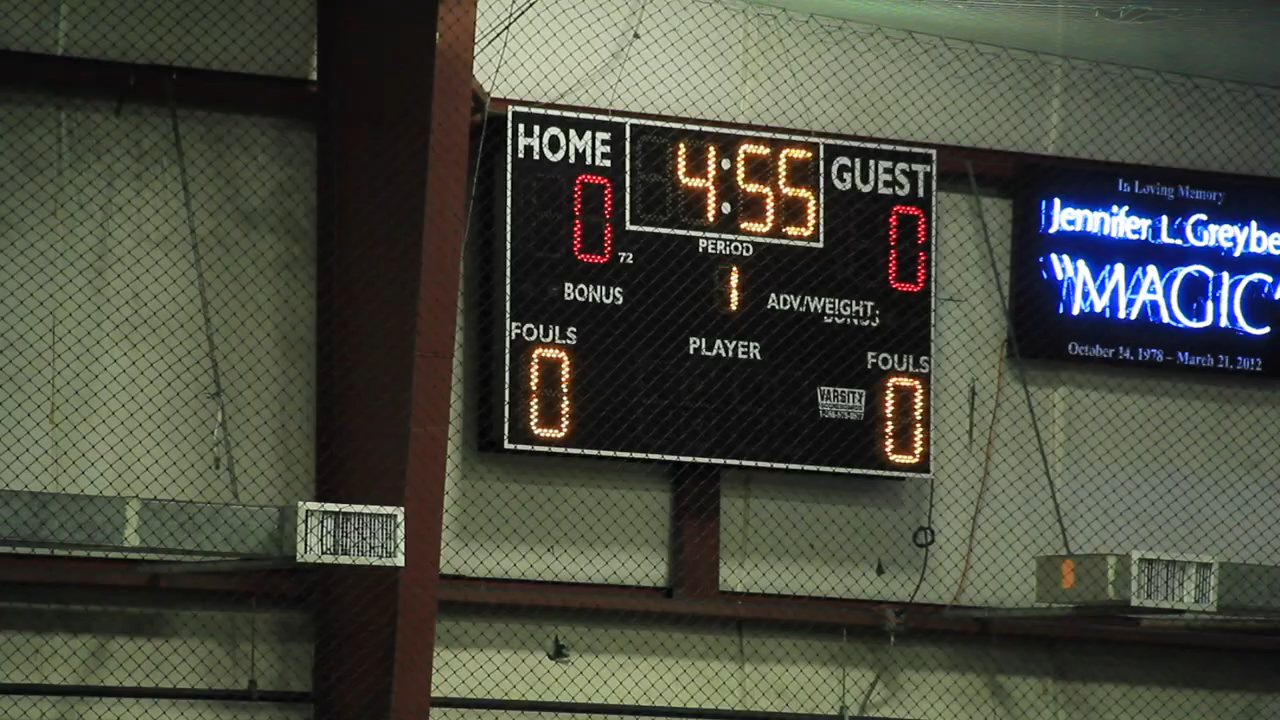 HOME
4:55
GUEST
0
0
72
PERIOD
1
BONUS
ADV./WEIGHT
FOULS
PLAYER
FOULS
0
0
VARSITY
In Loving Memory
Jennifer L. Greybe
"MAGIC"
October 14, 1978 – March 21, 2012